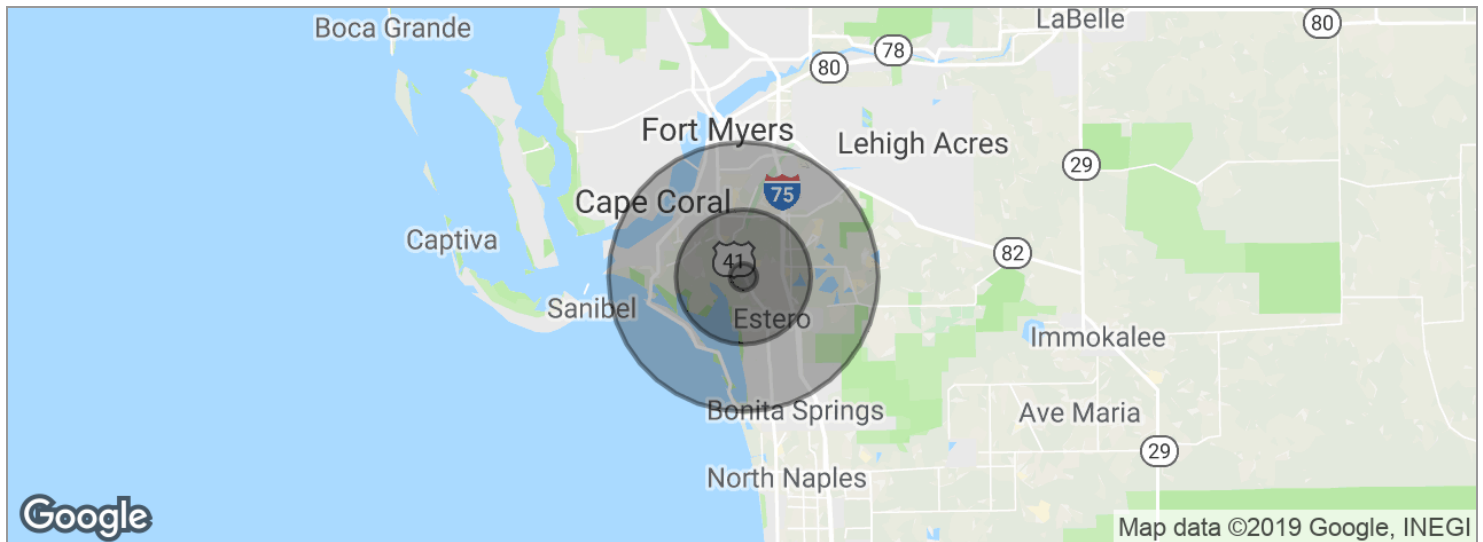 Boca Grande
LaBelle
80
78
80
Fort Myers
Lehigh Acres
29
75
Cape Coral
Captiva
82
41
Sanibel
Estero
Immokalee
Bonita Springs
Ave Maria
29
North Naples
Google
Map data ©2019 Google, INEGI